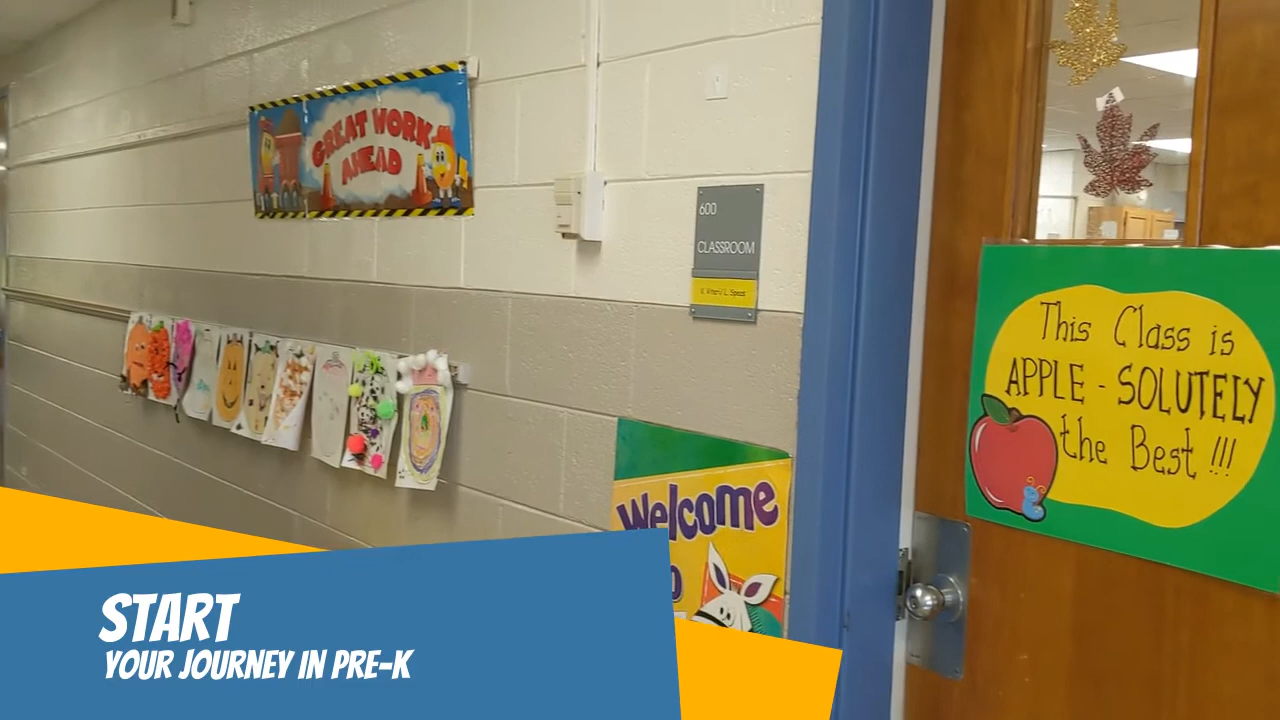 GREAT WORK
AHEAD
600
CLASSROOM
This Class is
APPLE - SOLUTELY
the Best !!!
Welcome
START
YOUR JOURNEY IN PRE-K